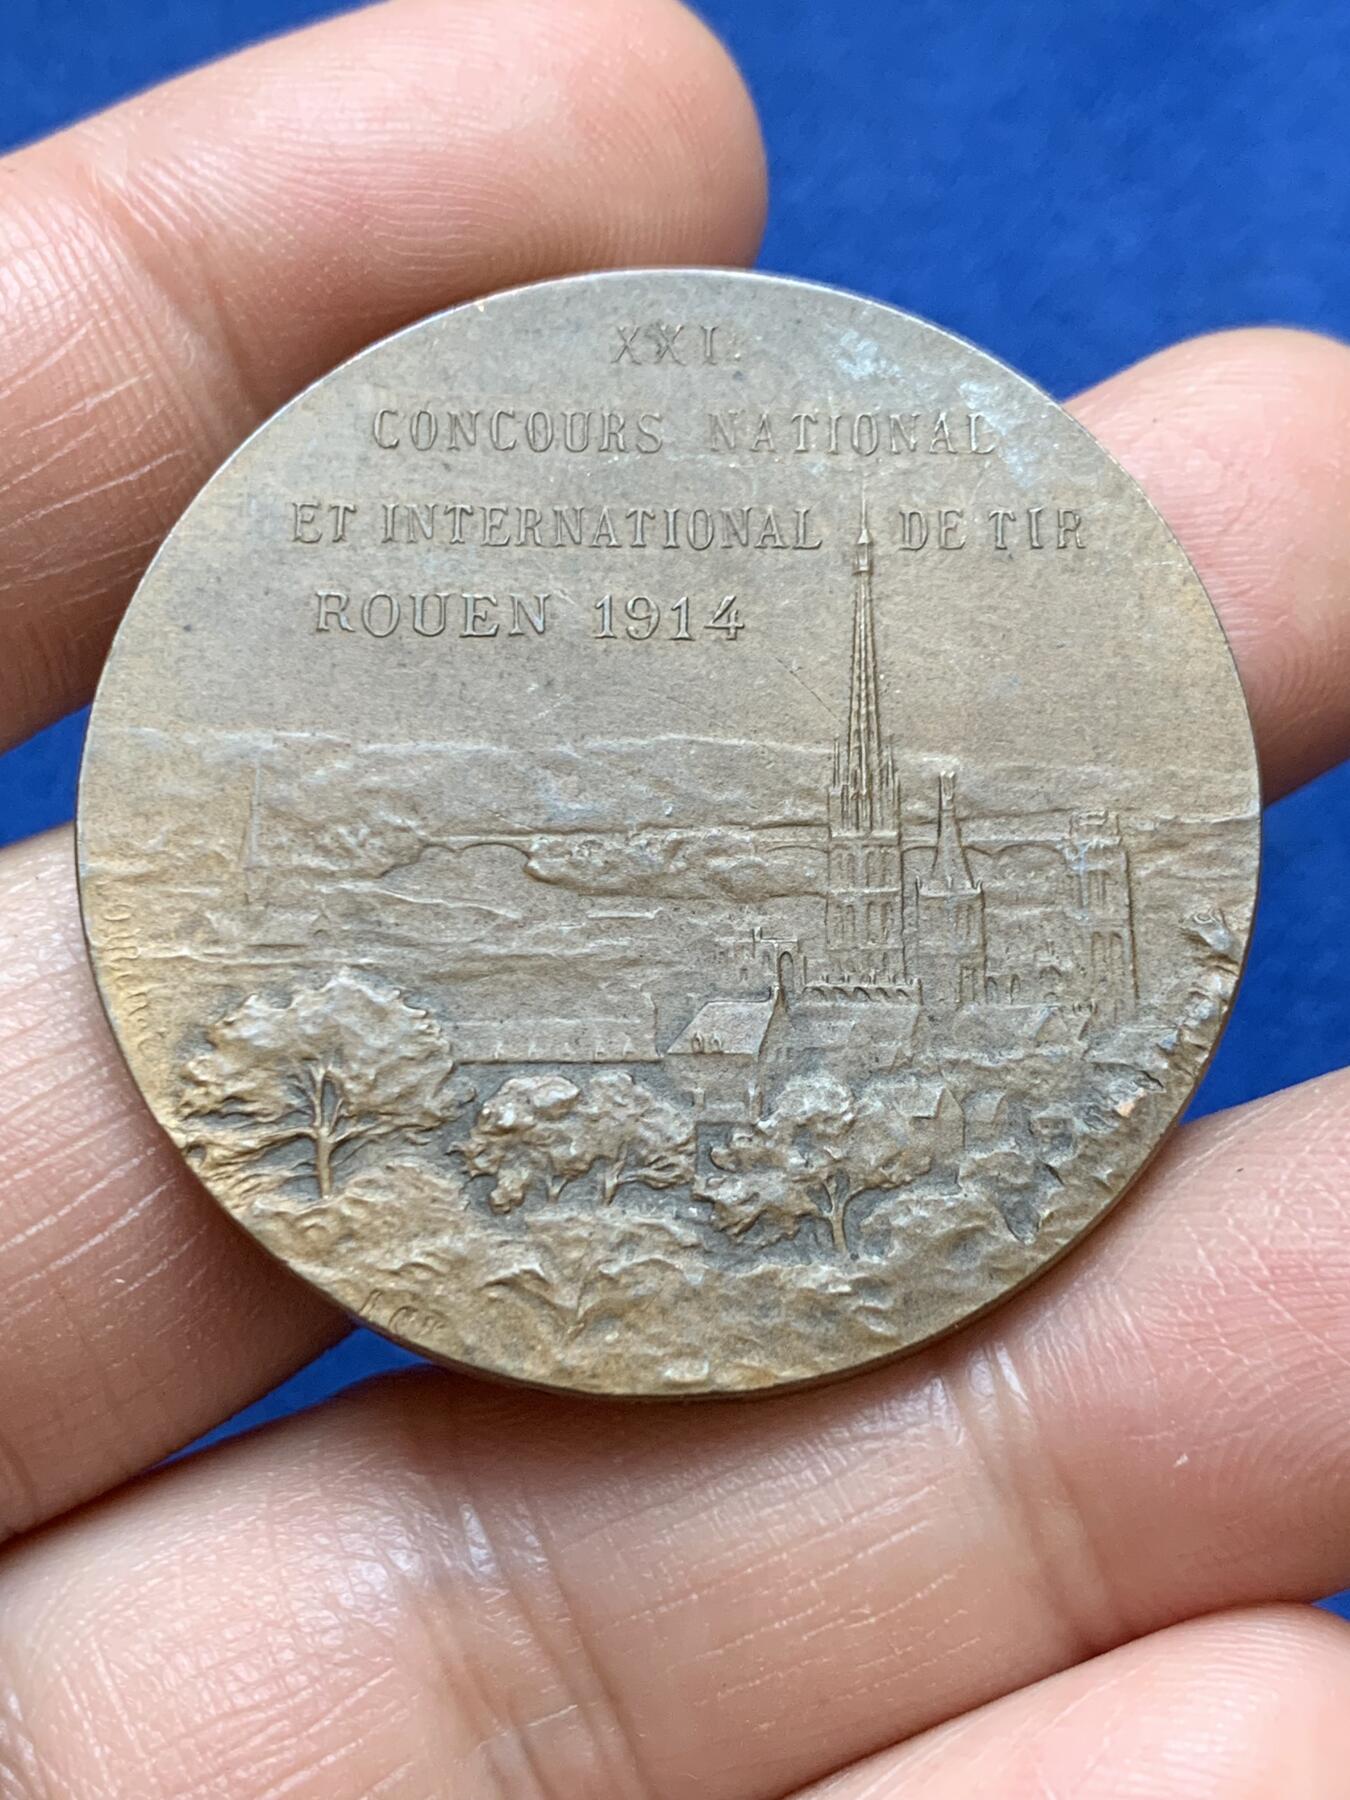 XXI
CONCOURS NATIONAL
ET INTERNATIONAL DE TIR
ROUEN 1914